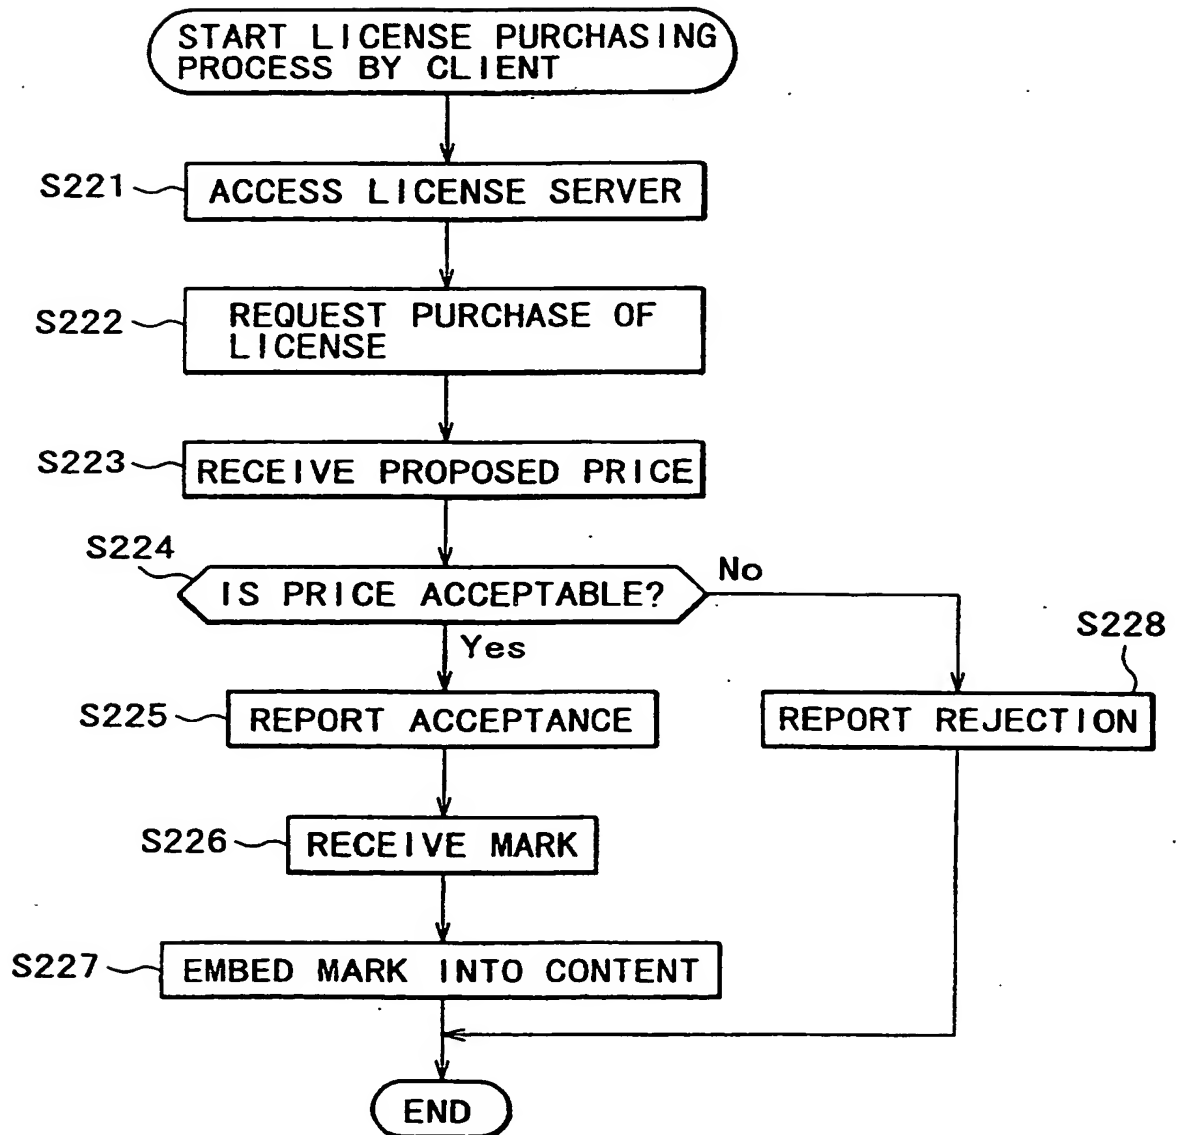 START LICENSE PURCHASING
PROCESS BY CLIENT
S221
ACCESS LICENSE SERVER
S222
REQUEST PURCHASE OF
LICENSE
S223
RECEIVE PROPOSED PRICE
S224
IS PRICE ACCEPTABLE?
No
Yes
S228
S225
REPORT ACCEPTANCE
REPORT REJECTION
S226
RECEIVE MARK
S227
EMBED MARK INTO CONTENT
END